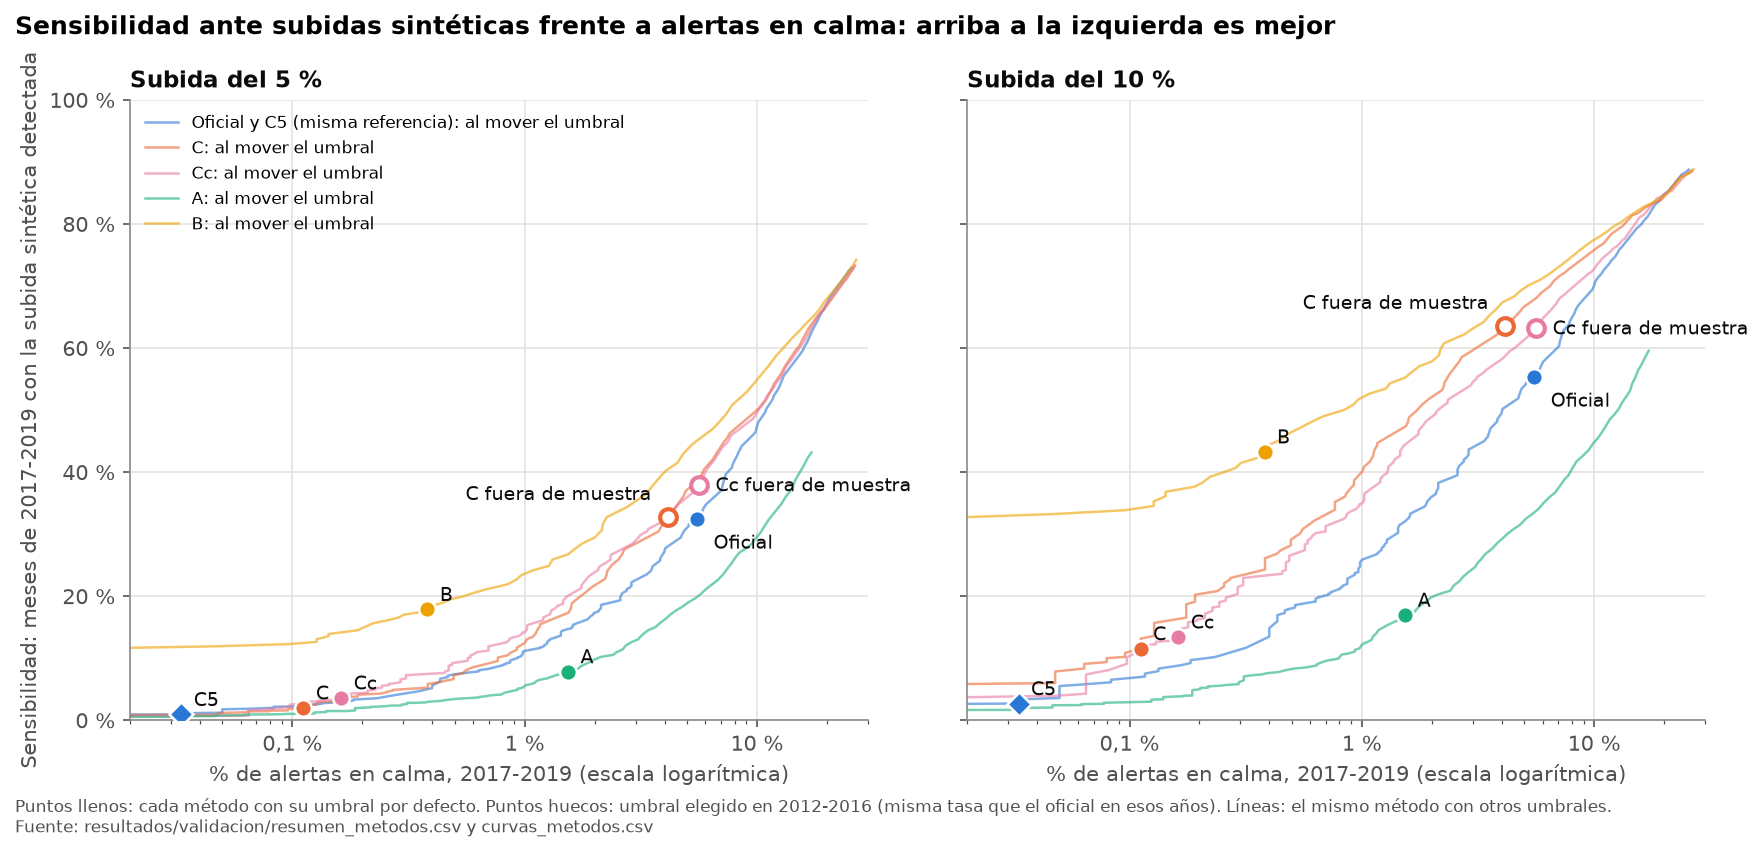 Sensibilidad ante subidas sintéticas frente a alertas en calma: arriba a la izquierda es mejor
Sensibilidad: meses de 2017-2019 con la subida sintética detectada
Subida del 5 %
100 %
80 %
60 %
40 %
20 %
0 %
Oficial y C5 (misma referencia): al mover el umbral
C: al mover el umbral
Cc: al mover el umbral
A: al mover el umbral
B: al mover el umbral
C fuera de muestra
Cc fuera de muestra
Oficial
B
A
Cc
C
C5
0,1 %
1 %
10 %
% de alertas en calma, 2017-2019 (escala logarítmica)
Subida del 10 %
C fuera de muestra
Cc fuera de muestra
Oficial
B
A
Cc
C
C5
0,1 %
1 %
10 %
% de alertas en calma, 2017-2019 (escala logarítmica)
Puntos llenos: cada método con su umbral por defecto. Puntos huecos: umbral elegido en 2012-2016 (misma tasa que el oficial en esos años). Líneas: el mismo método con otros umbrales.
Fuente: resultados/validacion/resumen_metodos.csv y curvas_metodos.csv